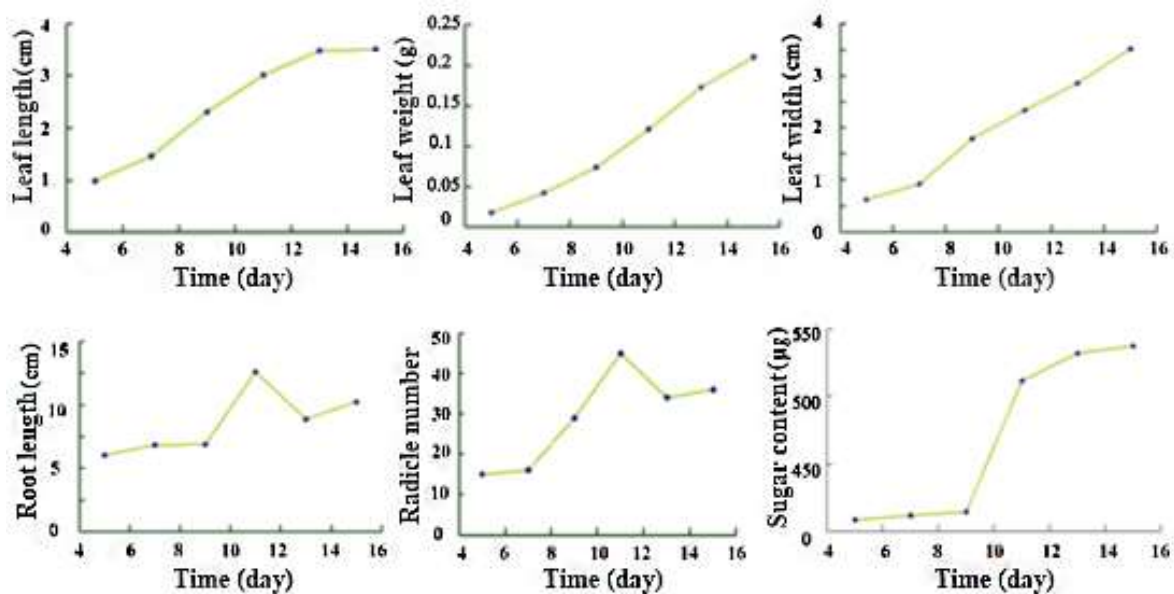 Leaf length (cm)
4
3
2
1
0
4 6 8 10 12 14 16
Time (day)
Leaf weight (g)
0.25
0.2
0.15
0.1
0.05
0
4 6 8 10 12 14 16
Time (day)
Leaf width (cm)
4
3
2
1
0
4 6 8 10 12 14 16
Time (day)
Root length (cm)
15
10
5
0
4 6 8 10 12 14 16
Time (day)
Radicle number
50
40
30
20
10
0
4 6 8 10 12 14 16
Time (day)
Sugar content (µg)
550
500
450
0
4 6 8 10 12 14 16
Time (day)